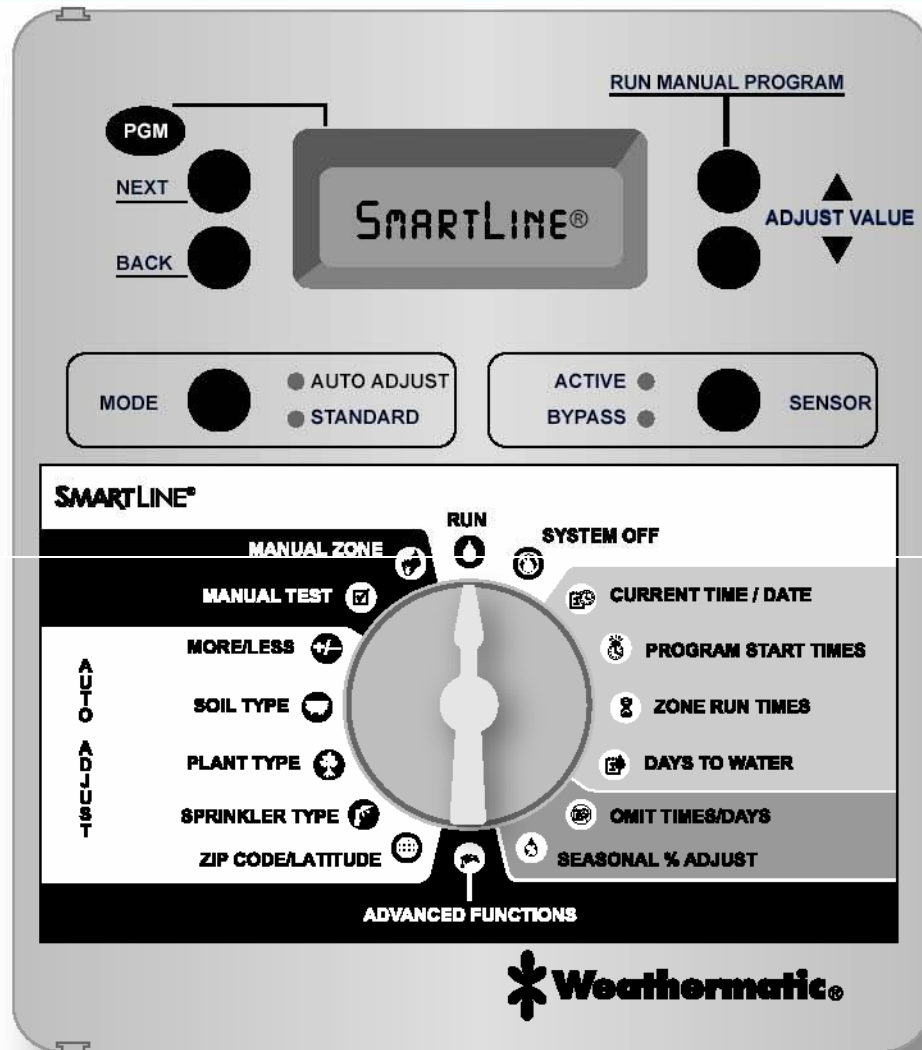 RUN MANUAL PROGRAM
PGM
NEXT
BACK
SMARTLINE®
ADJUST VALUE
MODE
AUTO ADJUST
STANDARD
ACTIVE
BYPASS
SENSOR
SMARTLINE®
RUN
SYSTEM OFF
MANUAL ZONE
MANUAL TEST
CURRENT TIME / DATE
MORE/LESS
+/-
PROGRAM START TIMES
AUTO ADJUST
SOIL TYPE
ZONE RUN TIMES
PLANT TYPE
DAYS TO WATER
SPRINKLER TYPE
OMIT TIMES/DAYS
ZIP CODE/LATITUDE
SEASONAL % ADJUST
ADVANCED FUNCTIONS
Weathermatic®